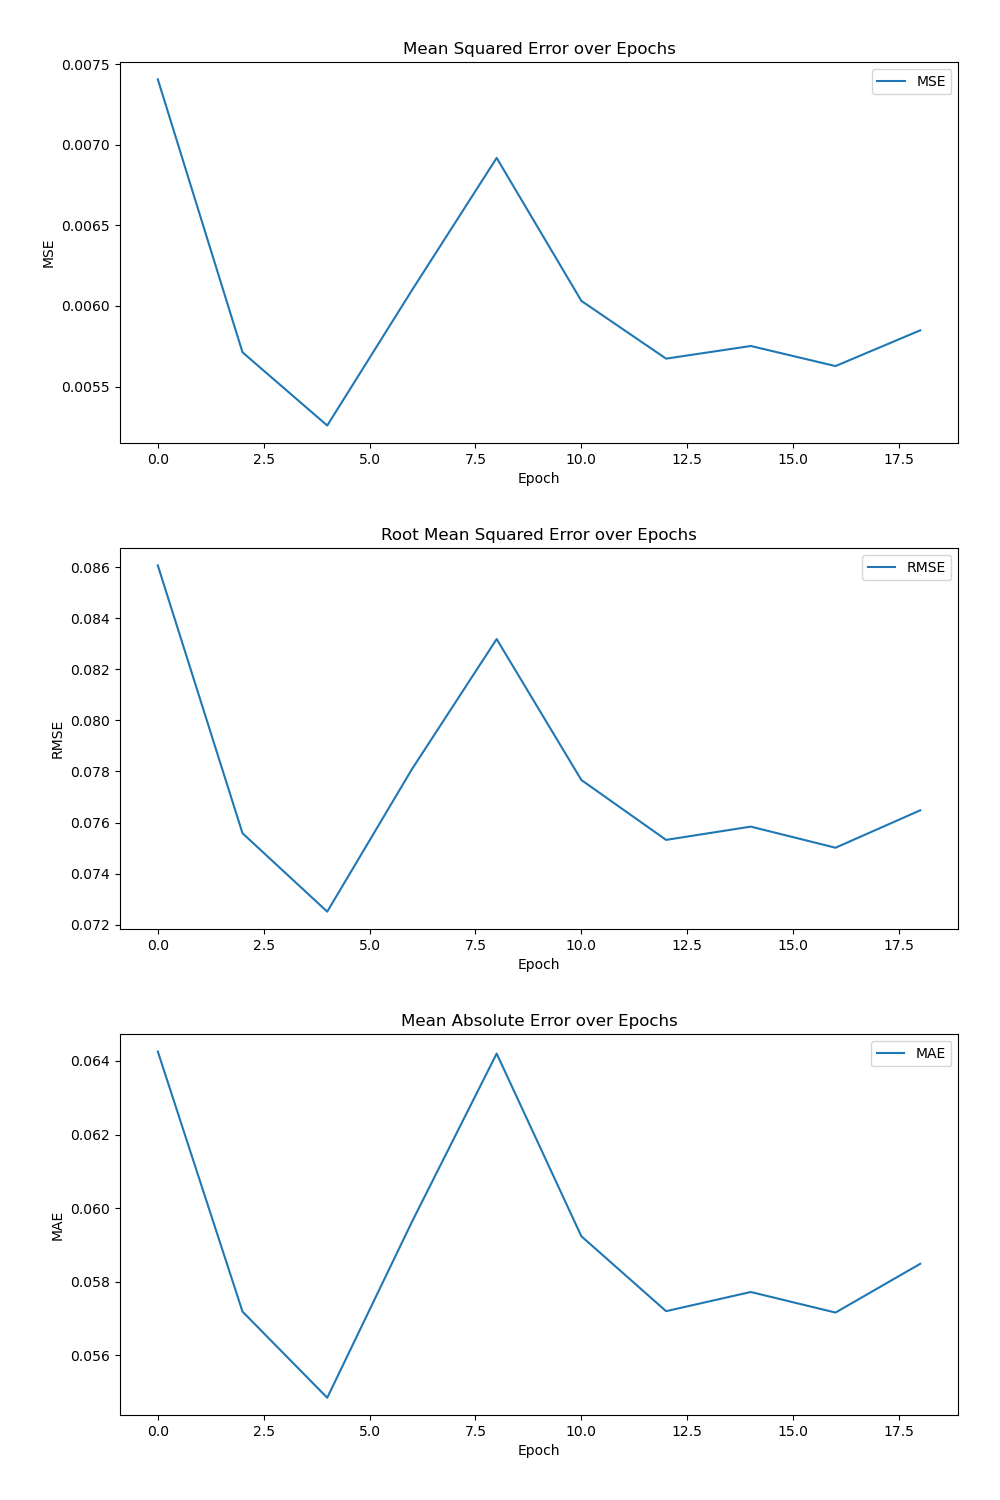 Mean Squared Error over Epochs
MSE
0.0075
0.0070
0.0065
0.0060
0.0055
MSE
0.0 2.5 5.0 7.5 10.0 12.5 15.0 17.5
Epoch
Root Mean Squared Error over Epochs
RMSE
0.086
0.084
0.082
0.080
0.078
0.076
0.074
0.072
RMSE
0.0 2.5 5.0 7.5 10.0 12.5 15.0 17.5
Epoch
Mean Absolute Error over Epochs
MAE
0.064
0.062
0.060
0.058
0.056
MAE
0.0 2.5 5.0 7.5 10.0 12.5 15.0 17.5
Epoch